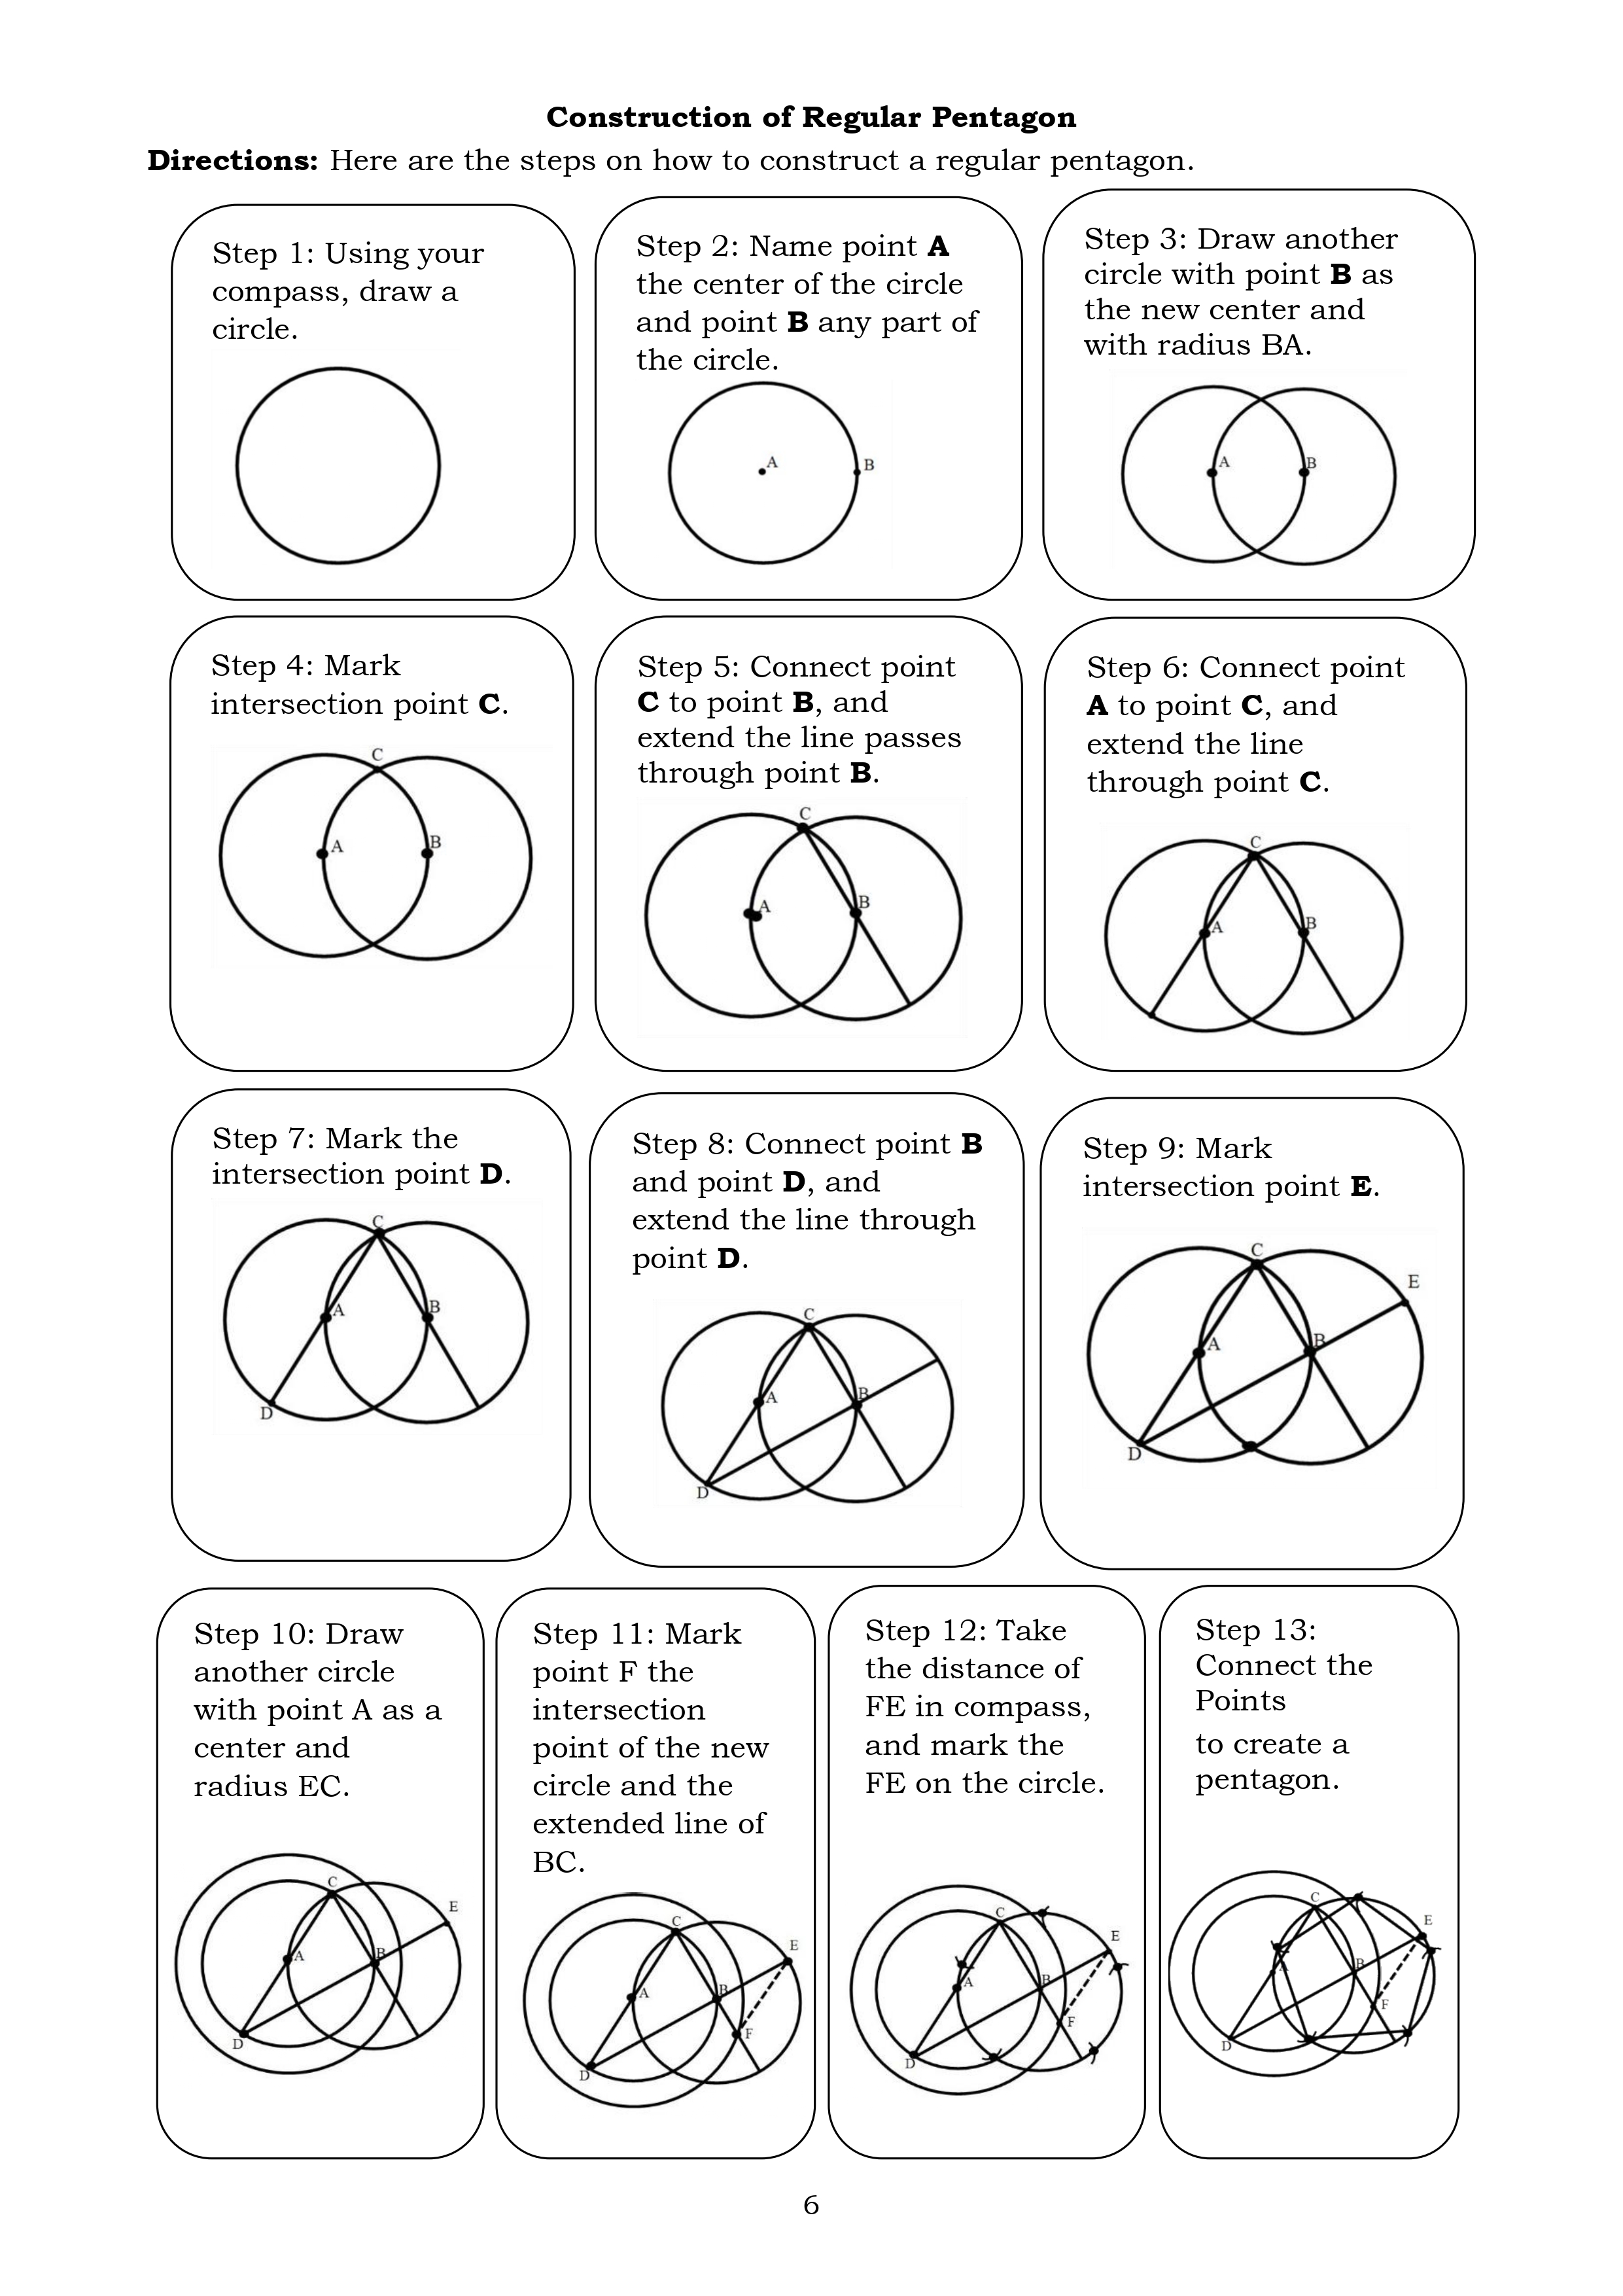 Construction of Regular Pentagon
Directions: Here are the steps on how to construct a regular pentagon.
Step 1: Using your
compass, draw a
circle.
Step 2: Name point A
the center of the circle
and point B any part of
the circle.
A
B
Step 3: Draw another
circle with point B as
the new center and
with radius BA.
A
B
Step 4: Mark
intersection point C.
C
A
B
Step 5: Connect point
C to point B, and
extend the line passes
through point B.
C
A
B
Step 6: Connect point
A to point C, and
extend the line
through point C.
C
A
B
Step 7: Mark the
intersection point D.
C
A
B
D
Step 8: Connect point B
and point D, and
extend the line through
point D.
C
A
B
D
Step 9: Mark
intersection point E.
C
E
A
B
D
Step 10: Draw
another circle
with point A as a
center and
radius EC.
C
E
A
B
D
Step 11: Mark
point F the
intersection
point of the new
circle and the
extended line of
BC.
C
E
A
B
F
D
Step 12: Take
the distance of
FE in compass,
and mark the
FE on the circle.
C
E
A
B
F
D
Step 13:
Connect the
Points
to create a
pentagon.
C
E
A
B
F
D
6